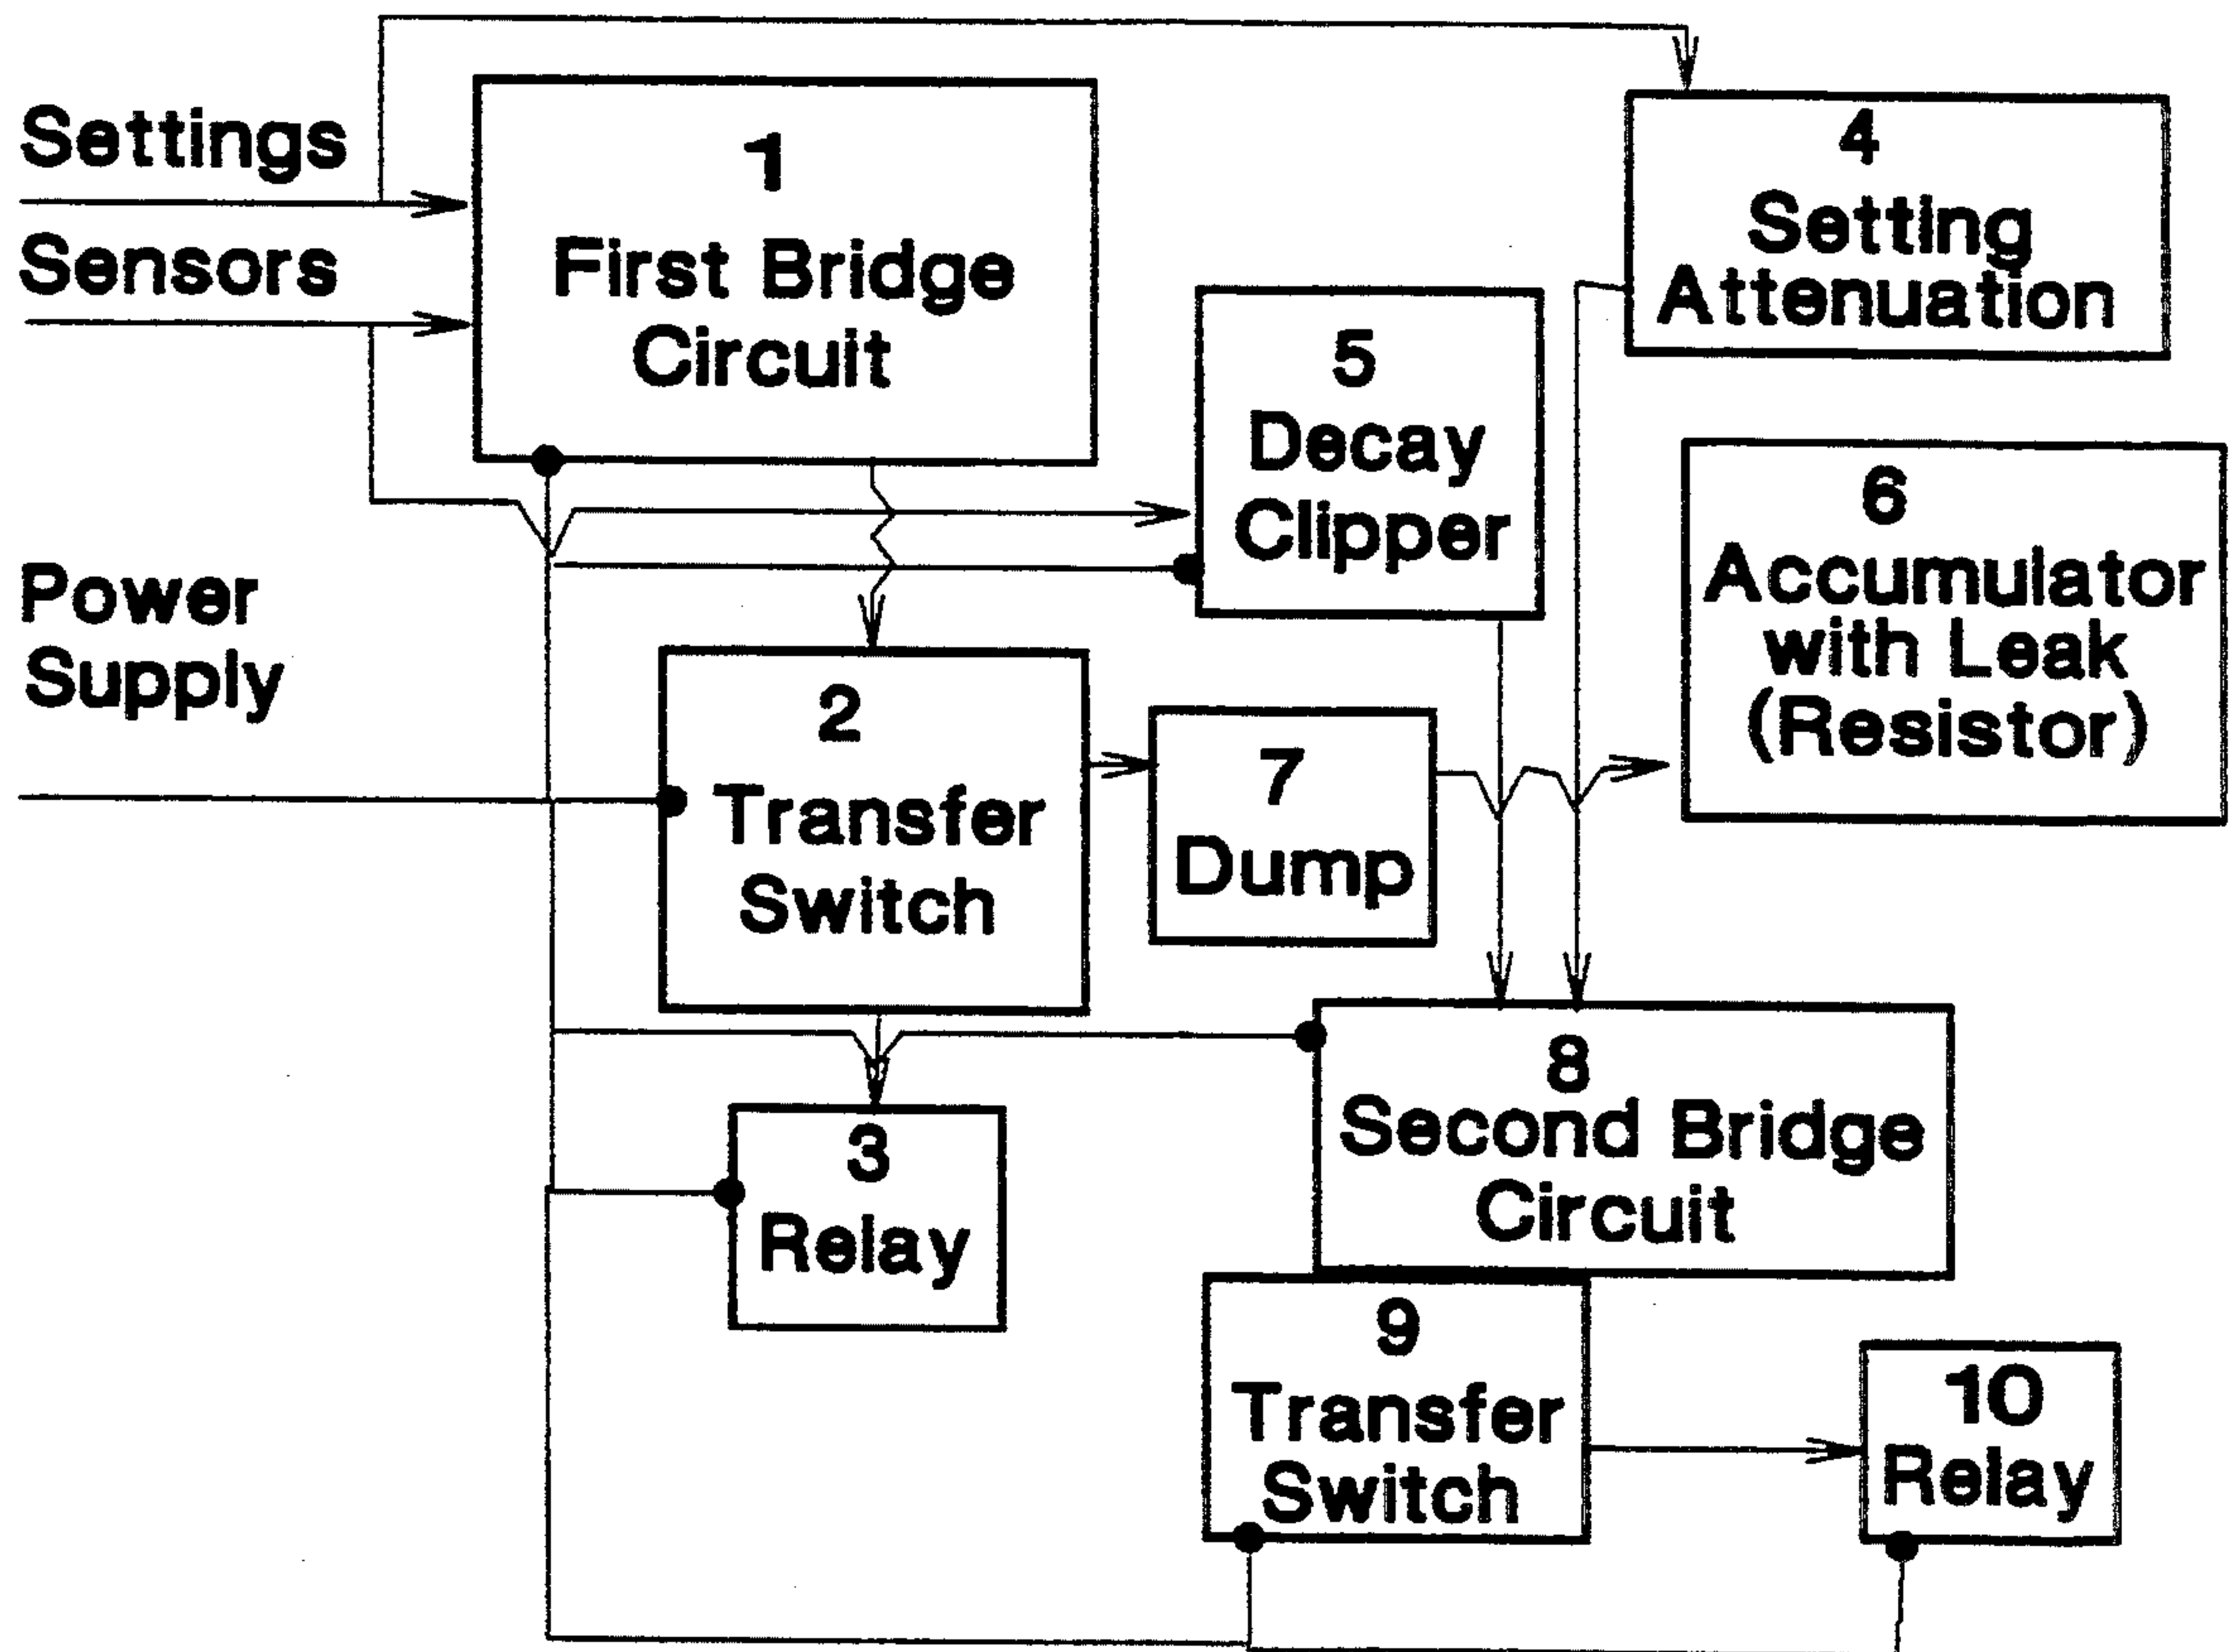 Settings
Sensors
Power
Supply
1
First Bridge
Circuit
4
Setting
Attenuation
5
Decay
Clipper
6
Accumulator
with Leak
(Resistor)
2
Transfer
Switch
7
Dump
3
Relay
8
Second Bridge
Circuit
9
Transfer
Switch
10
Relay